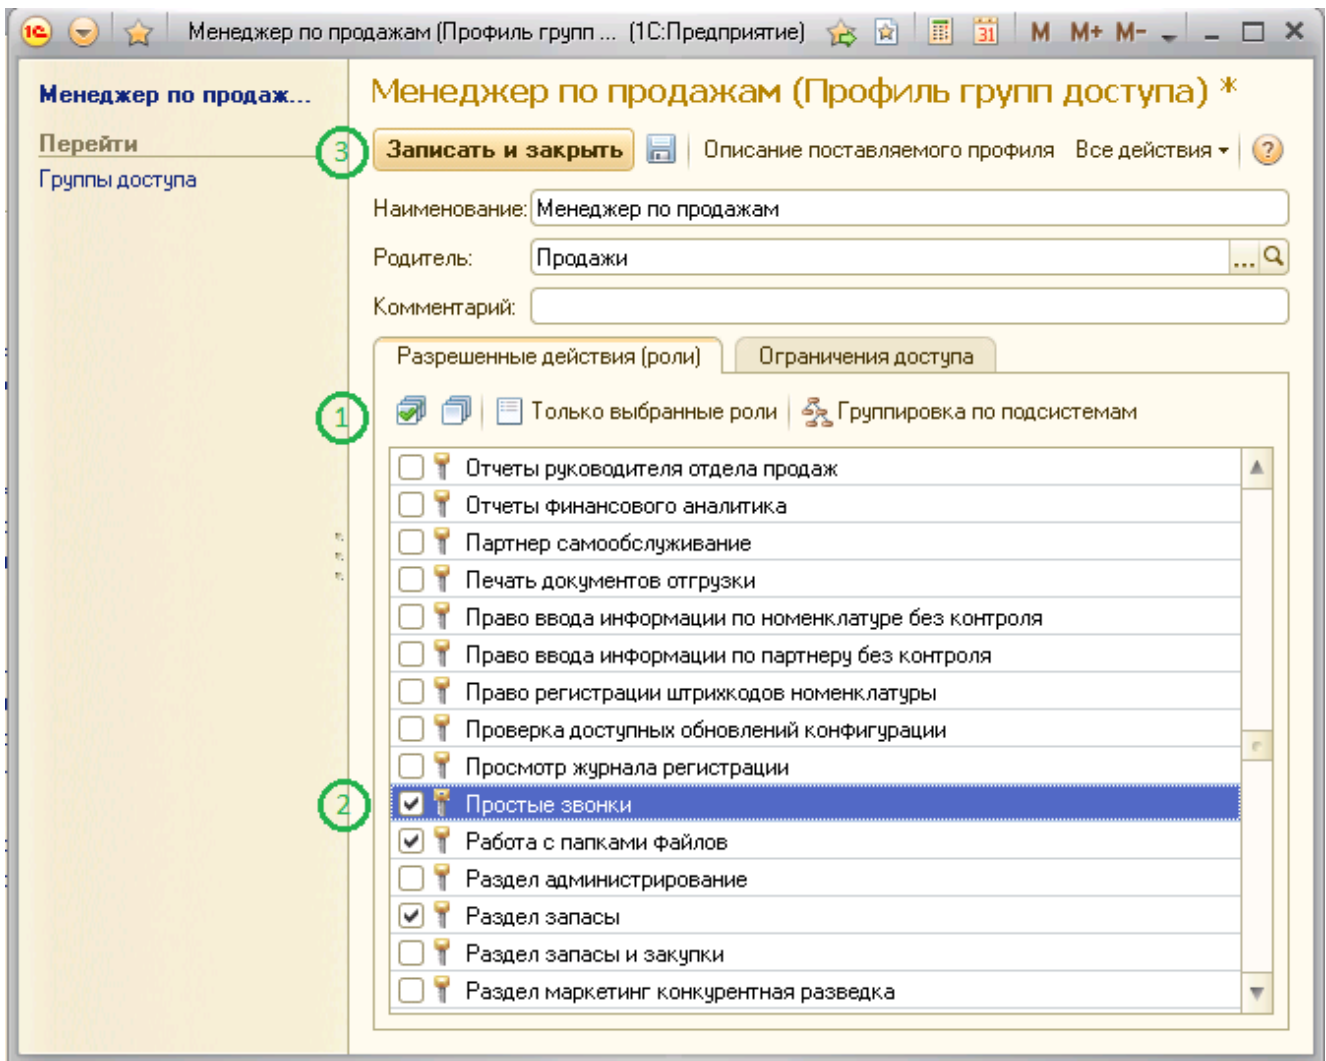 1С Менеджер по продажам (Профиль групп ... (1С:Предприятие) 31 M M+ M-
Менеджер по продаж...
Перейти
Группы доступа
Менеджер по продажам (Профиль групп доступа) *
3 Записать и закрыть Описание поставляемого профиля Все действия ?
Наименование: Менеджер по продажам
Родитель: Продажи ...
Комментарий:
Разрешенные действия (роли) Ограничения доступа
1 Только выбранные роли Группировка по подсистемам
Отчеты руководителя отдела продаж
Отчеты финансового аналитика
Партнер самообслуживание
Печать документов отгрузки
Право ввода информации по номенклатуре без контроля
Право ввода информации по партнеру без контроля
Право регистрации штрихкодов номенклатуры
Проверка доступных обновлений конфигурации
Просмотр журнала регистрации
2 Простые звонки
Работа с папками файлов
Раздел администрирование
Раздел запасы
Раздел запасы и закупки
Раздел маркетинг конкурентная разведка